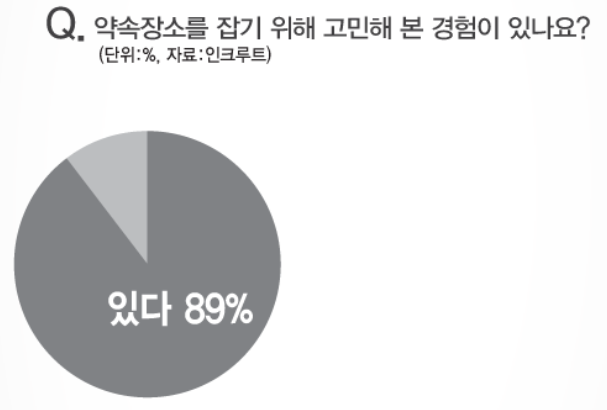 Q. 약속장소를 잡기 위해 고민해 본 경험이 있나요?
(단위:%, 자료:인크루트)
있다 89%